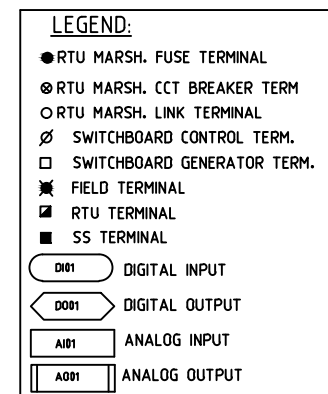 LEGEND:
RTU MARSH. FUSE TERMINAL
RTU MARSH. CCT BREAKER TERM
RTU MARSH. LINK TERMINAL
SWITCHBOARD CONTROL TERM.
SWITCHBOARD GENERATOR TERM.
FIELD TERMINAL
RTU TERMINAL
SS TERMINAL
DI01 DIGITAL INPUT
DO01 DIGITAL OUTPUT
AI01 ANALOG INPUT
AO01 ANALOG OUTPUT